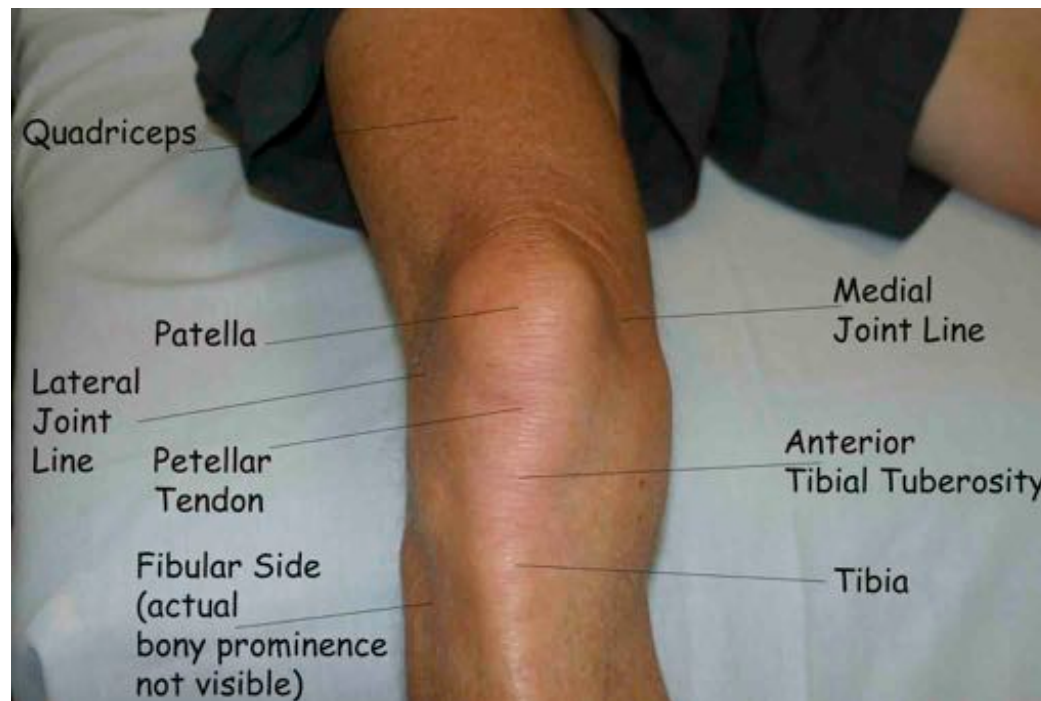 Quadriceps
Patella
Medial
Joint Line
Lateral
Joint
Line
Petellar
Tendon
Anterior
Tibial Tuberosity
Fibular Side
(actual
bony prominence
not visible)
Tibia